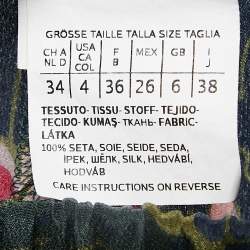 GRÖSSE TAILLE TALLA SIZE TAGLIA
CH A NL D
USA CA COL
F B
MEX
GB
I J
34 4 36 26 6 38
TESSUTO-TISSU-STOFF-TEJIDO-
TECIDO-KUMAŞ-ТКАНЬ-FABRIC-
LÁTKA
100% SETA, SOIE, SEIDE, SEDA,
İPEK, ШЁЛК, SILK, HEDVÁBÍ,
HODVÁB
CARE INSTRUCTIONS ON REVERSE